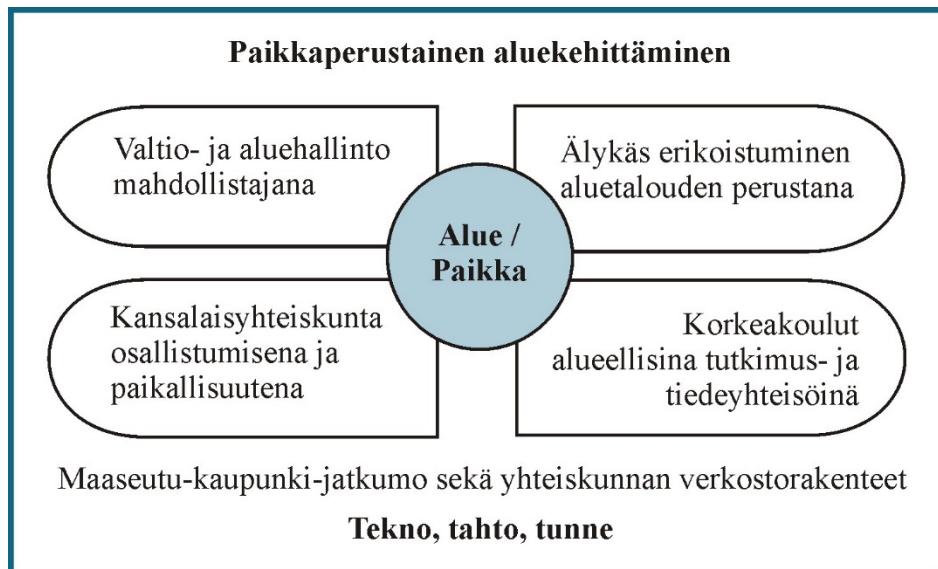 Paikkaperustainen aluekehittäminen
Valtio- ja aluehallinto
mahdollistajana
Älykäs erikoistuminen
aluetalouden perustana
Alue /
Paikka
Kansalaisyhteiskunta
osallistumisena ja
paikallisuutena
Korkeakoulut
alueellisina tutkimus- ja
tiedeyhteisöinä
Maaseutu-kaupunki-jatkumo sekä yhteiskunnan verkostorakenteet
Tekno, tahto, tunne